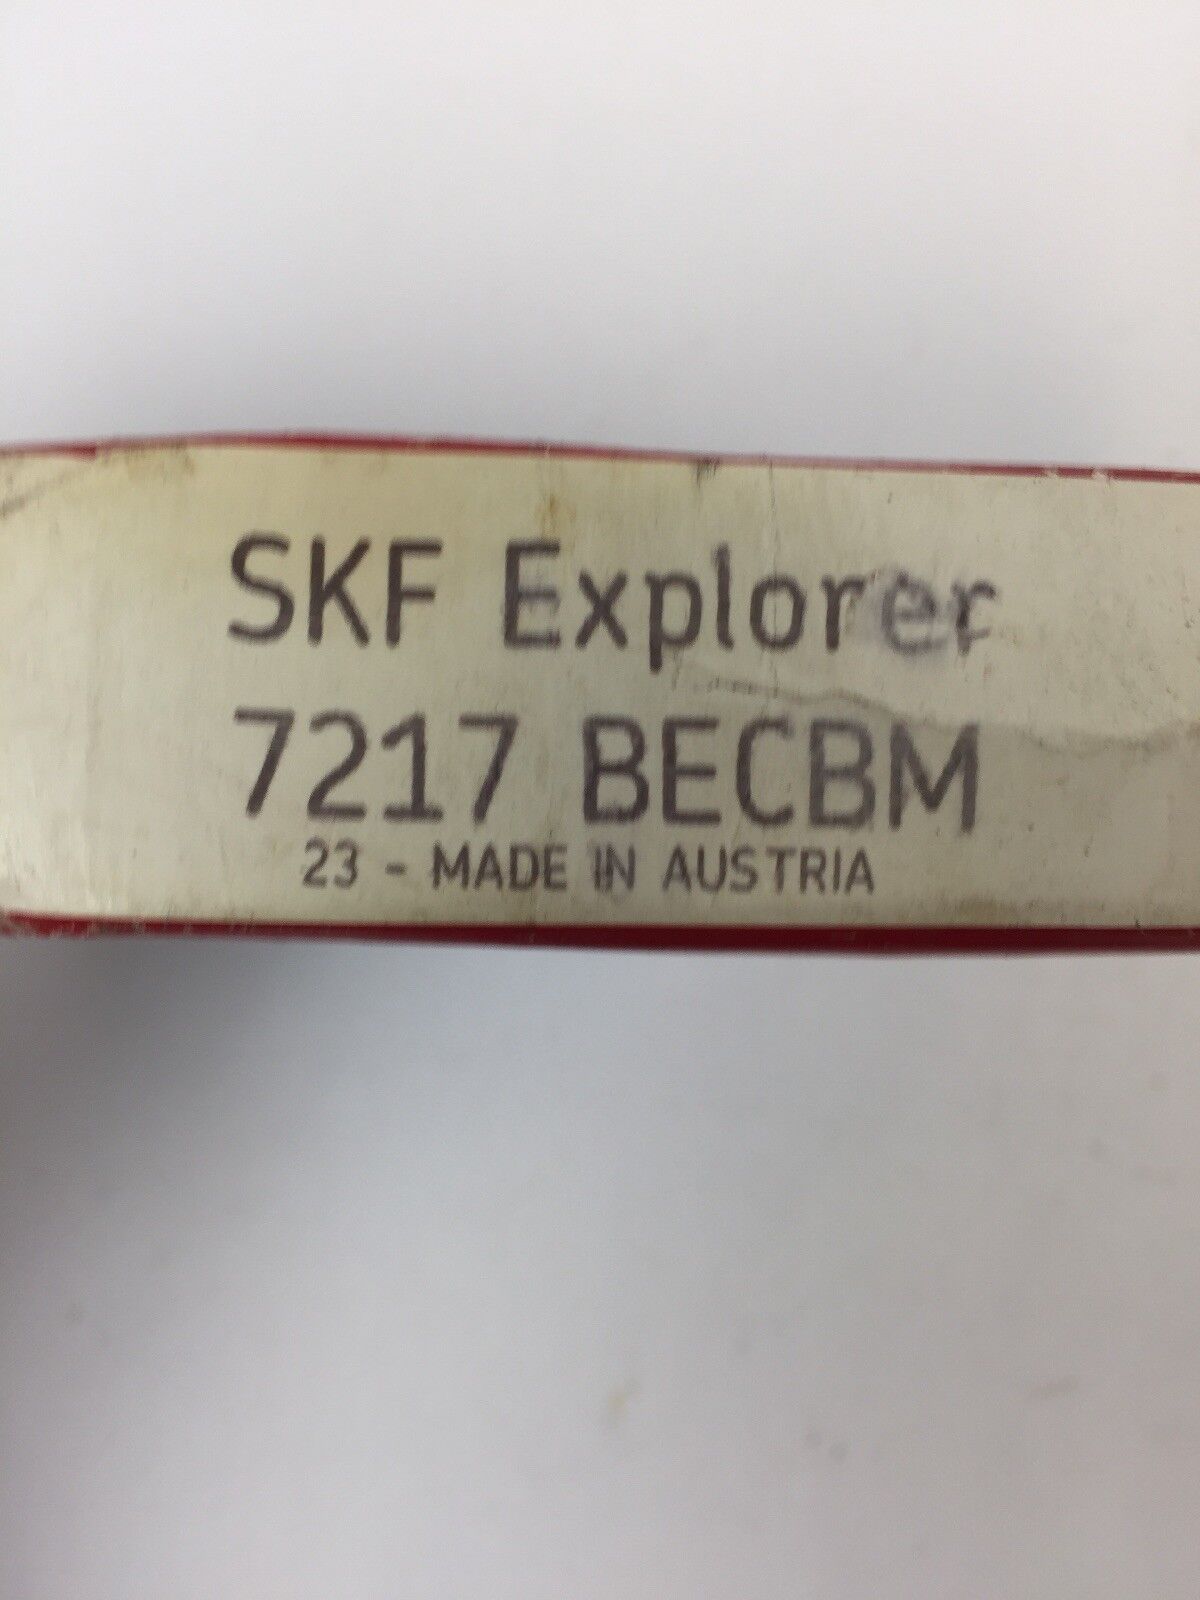 SKF Explorer
7217 BECBM
23 - MADE IN AUSTRIA